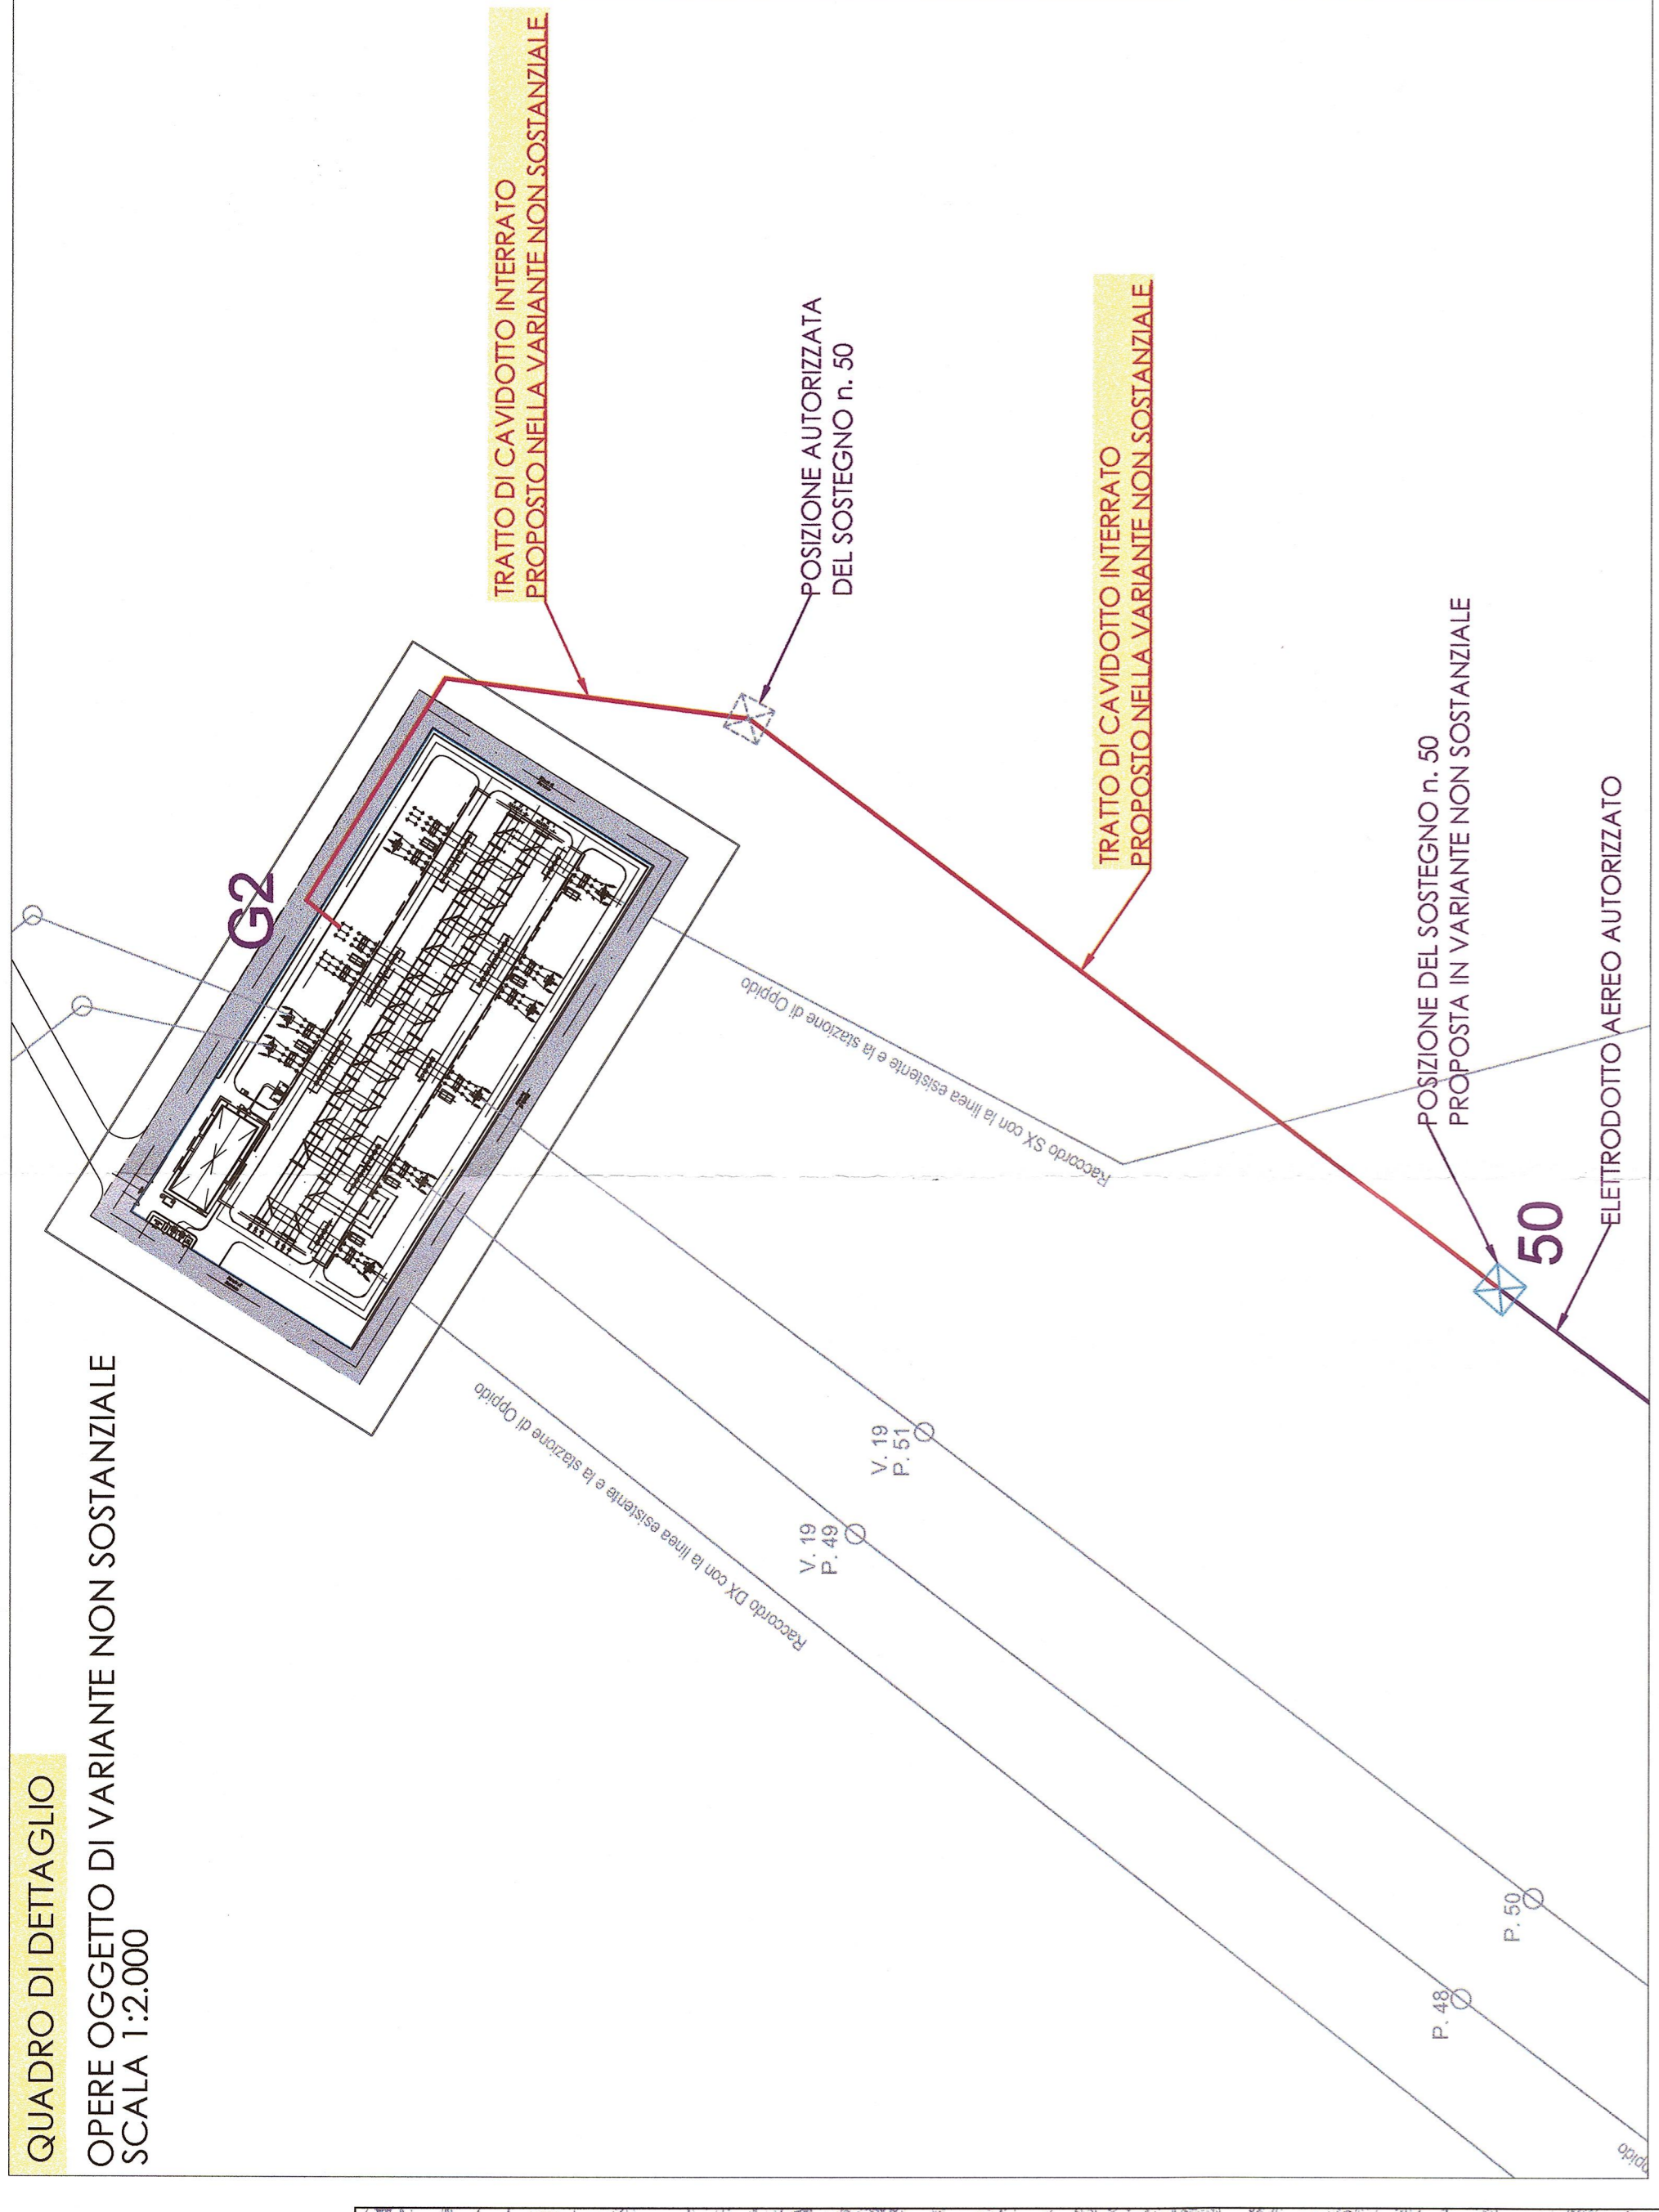 QUADRO DI DETTAGLIO
OPERE OGGETTO DI VARIANTE NON SOSTANZIALE
SCALA 1:2.000
G2
TRATTO DI CAVIDOTTO INTERRATO
PROPOSTO NELLA VARIANTE NON SOSTANZIALE
POSIZIONE AUTORIZZATA
DEL SOSTEGNO n. 50
TRATTO DI CAVIDOTTO INTERRATO
PROPOSTO NELLA VARIANTE NON SOSTANZIALE
POSIZIONE DEL SOSTEGNO n. 50
PROPOSTA IN VARIANTE NON SOSTANZIALE
50
ELETTRODOTTO AEREO AUTORIZZATO
Raccordo SX con la linea esistente e la stazione di Oppido
Raccordo DX con la linea esistente e la stazione di Oppido
V. 19
P. 51
V. 19
P. 49
P. 50
P. 48